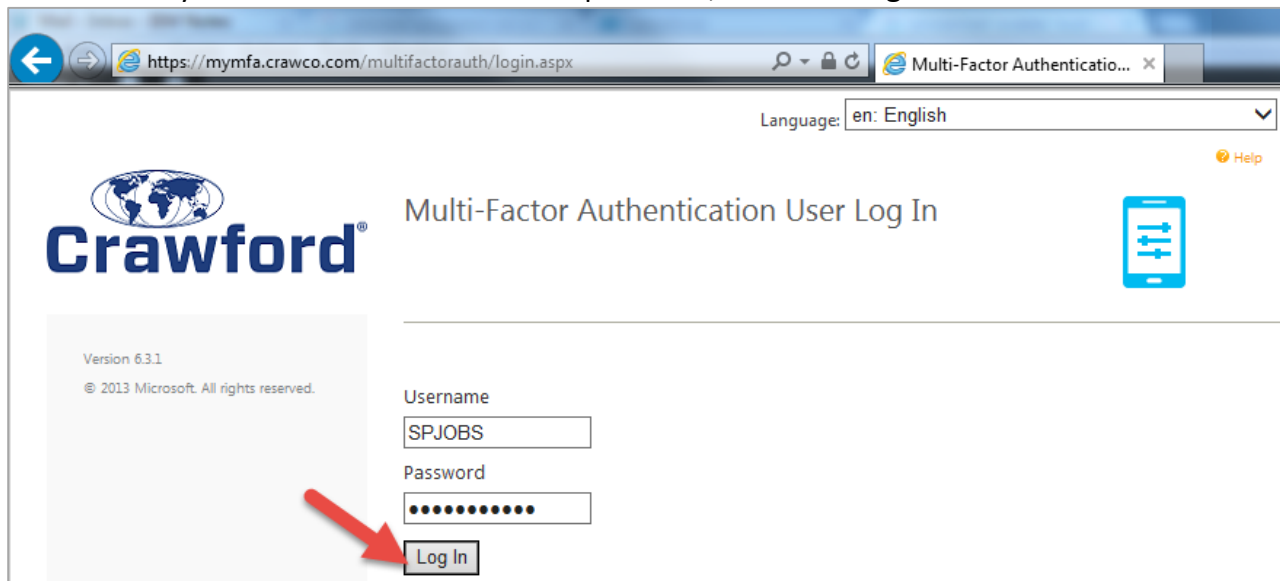 https://mymfa.crawco.com/multifactorauth/login.aspx
Multi-Factor Authenticatio...
Language: en: English
Help
Crawford®
Multi-Factor Authentication User Log In
Version 6.3.1
© 2013 Microsoft. All rights reserved.
Username
SPJOBS
Password
•••••••••••
Log In